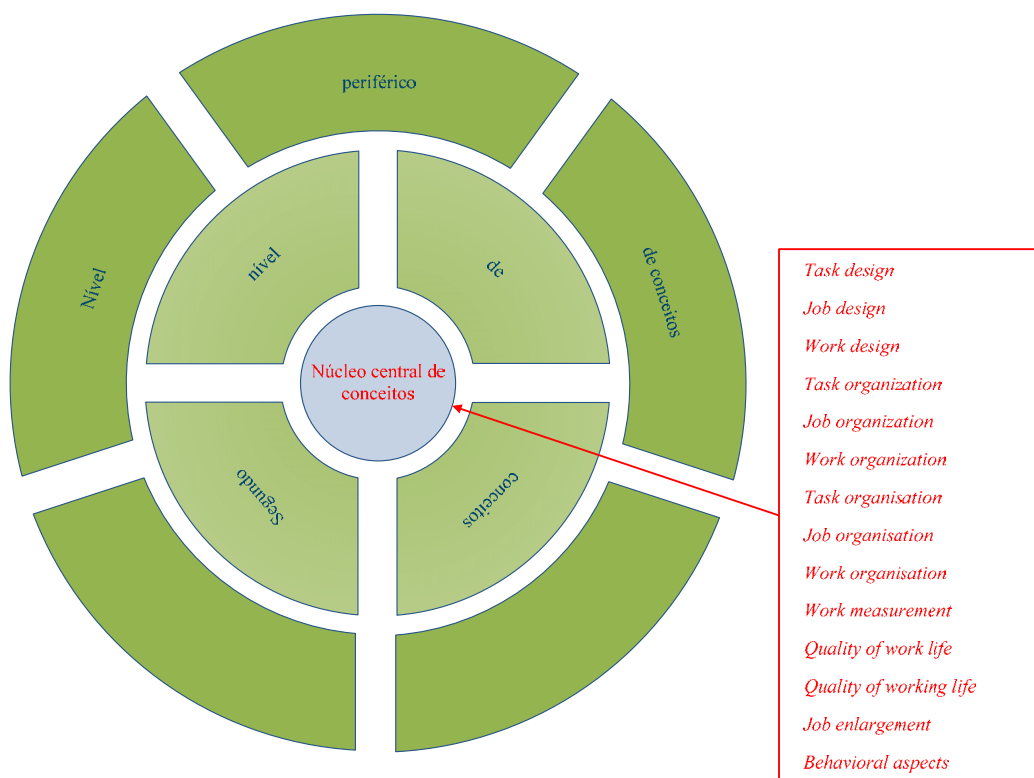 periférico
Nível
de conceitos
nível
de
Núcleo central de
conceitos
Segundo
conceitos
Task design
Job design
Work design
Task organization
Job organization
Work organization
Task organisation
Job organisation
Work organisation
Work measurement
Quality of work life
Quality of working life
Job enlargement
Behavioral aspects